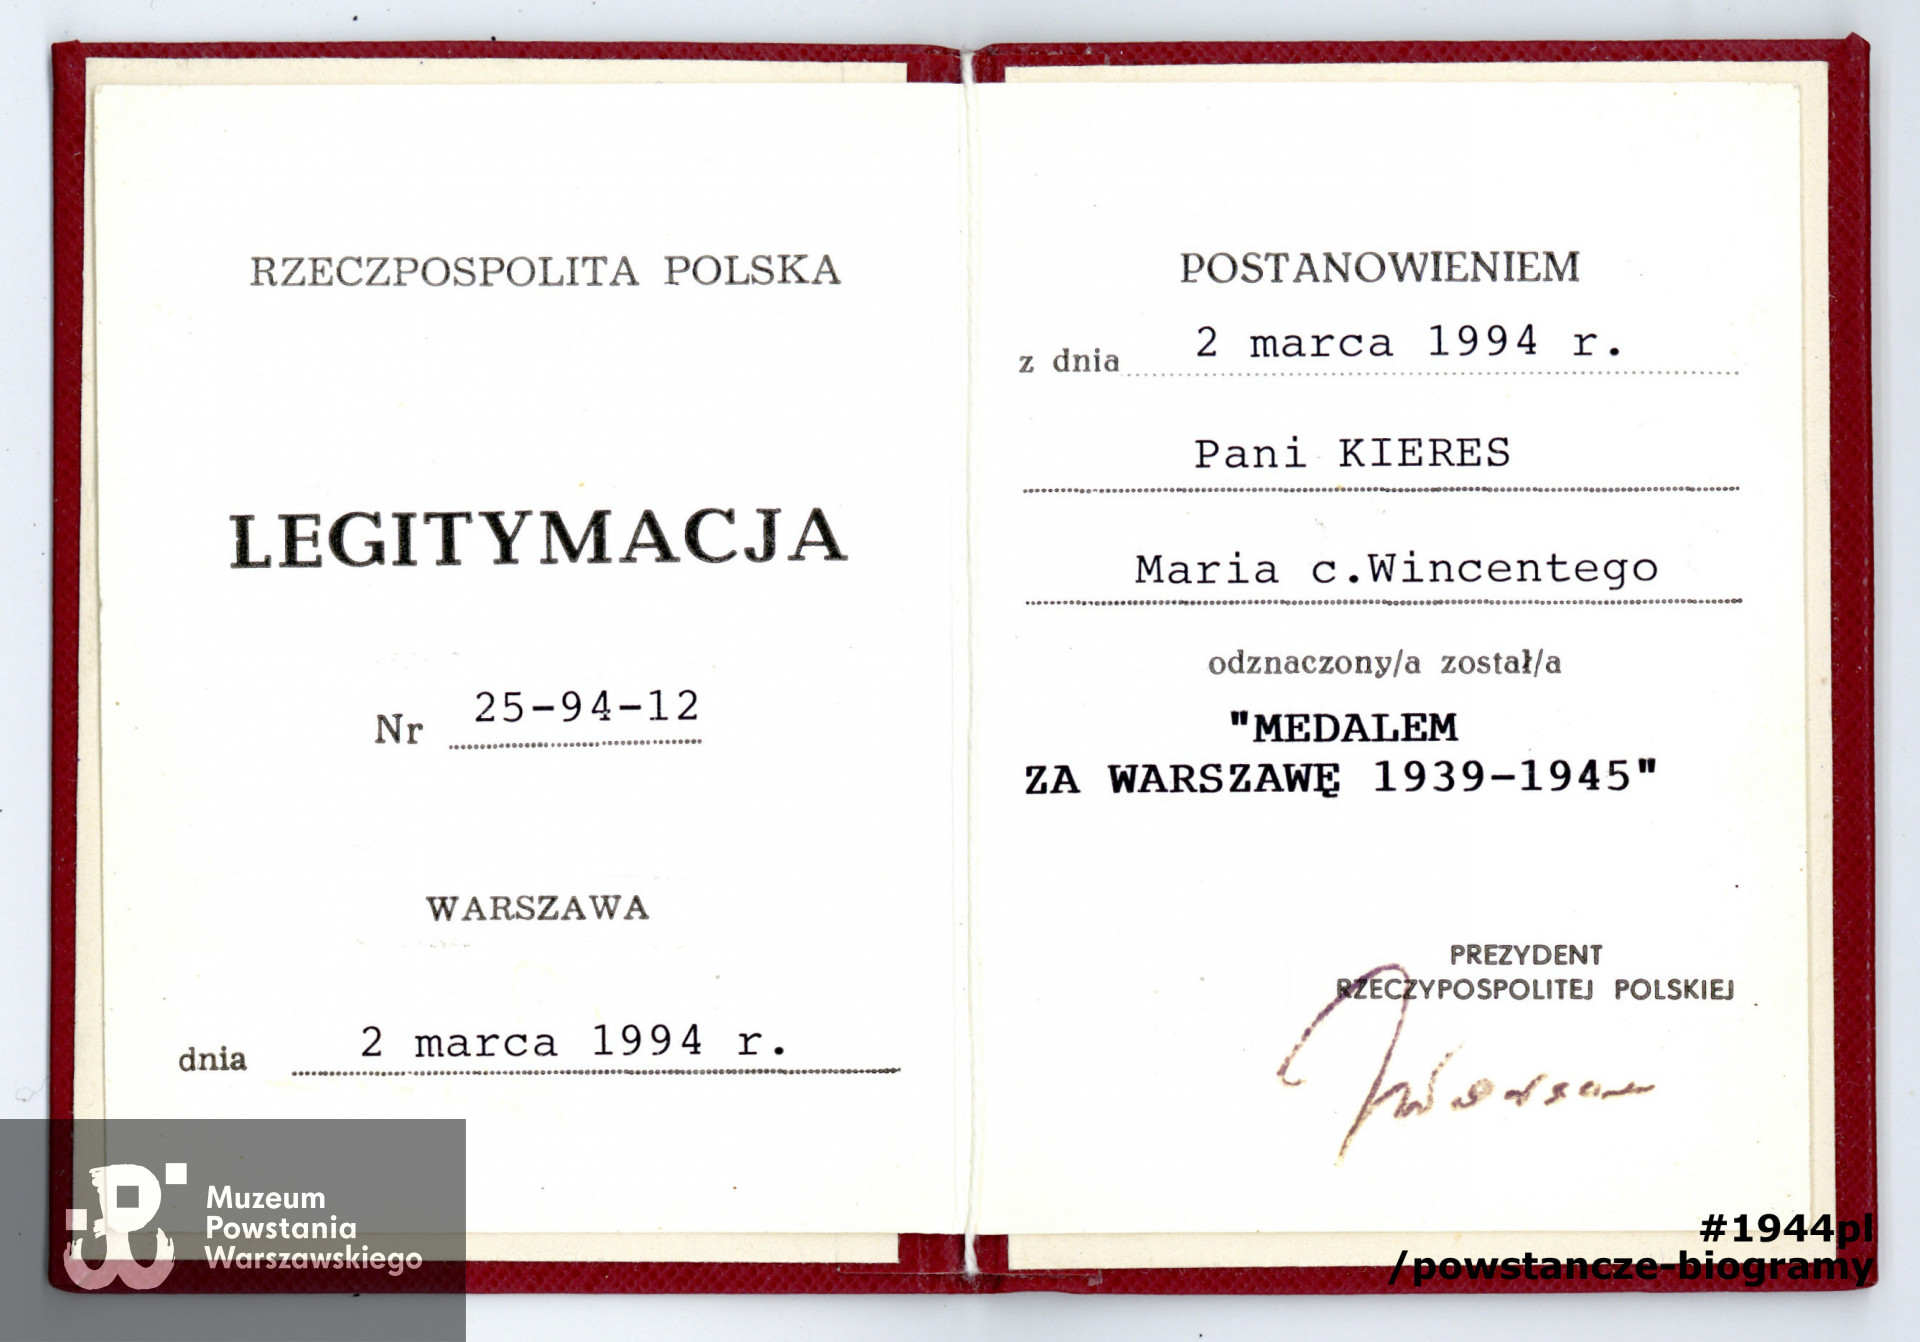 RZECZPOSPOLITA POLSKA
LEGITYMACJA
Nr 25-94-12
WARSZAWA
dnia 2 marca 1994 r.
POSTANOWIENIEM
z dnia 2 marca 1994 r.
Pani KIERES
Maria c.Wincentego
odznaczony/a został/a
"MEDALEM
ZA WARSZAWĘ 1939-1945"
PREZYDENT
RZECZYPOSPOLITEJ POLSKIEJ
Muzeum
Powstania
Warszawskiego
#1944pl
/powstancze-biogramy